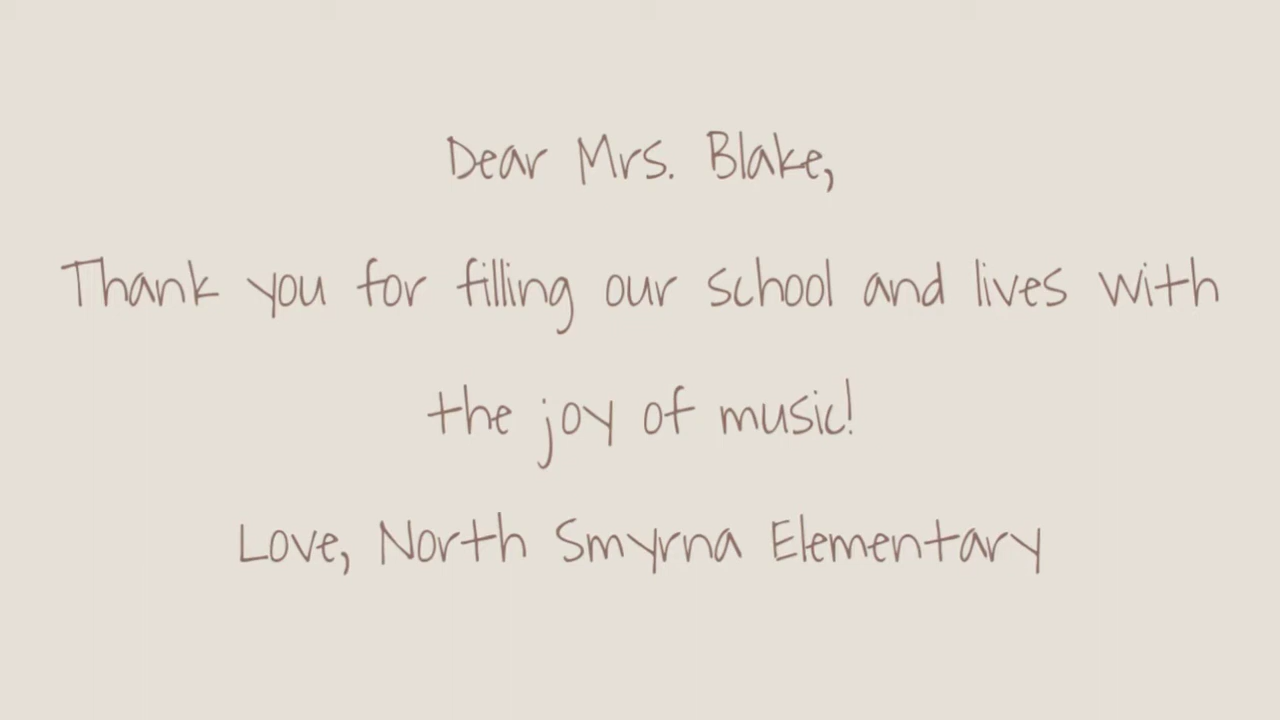 Dear Mrs. Blake,
Thank you for filling our school and lives with
the joy of music!
Love, North Smyrna Elementary